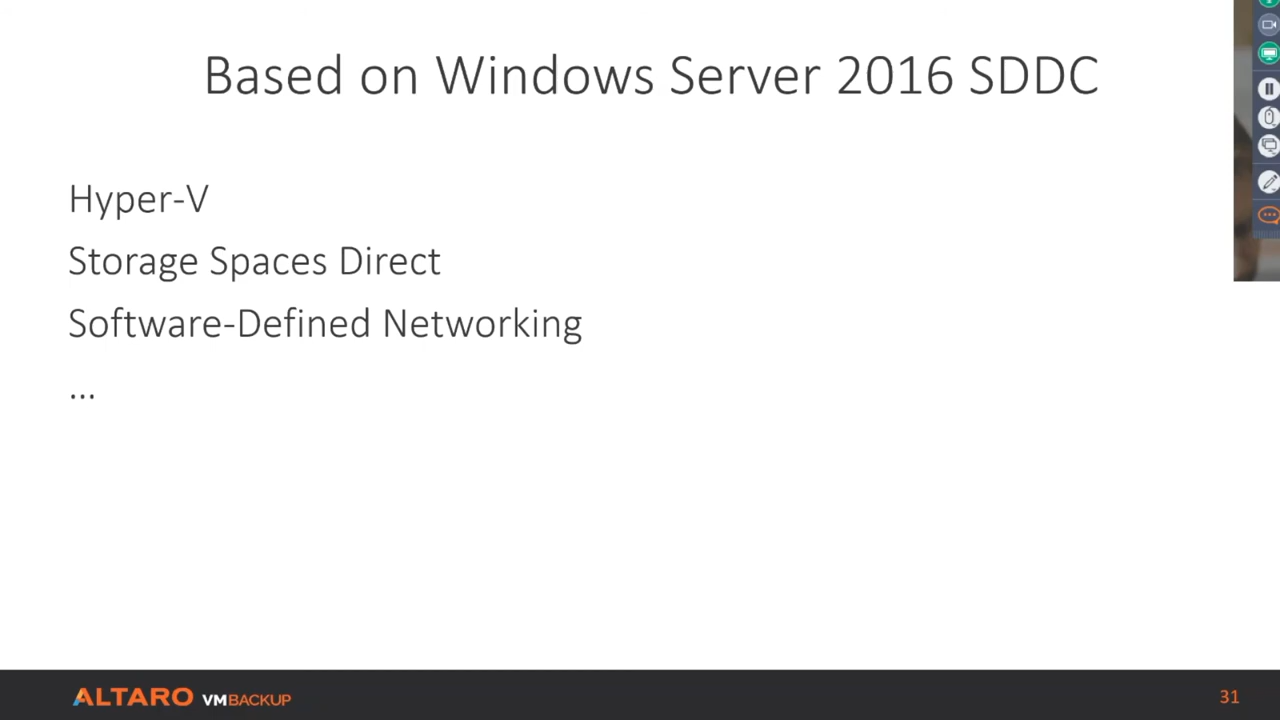 Based on Windows Server 2016 SDDC
Hyper-V
Storage Spaces Direct
Software-Defined Networking
...
ALTARO VMBACKUP
31